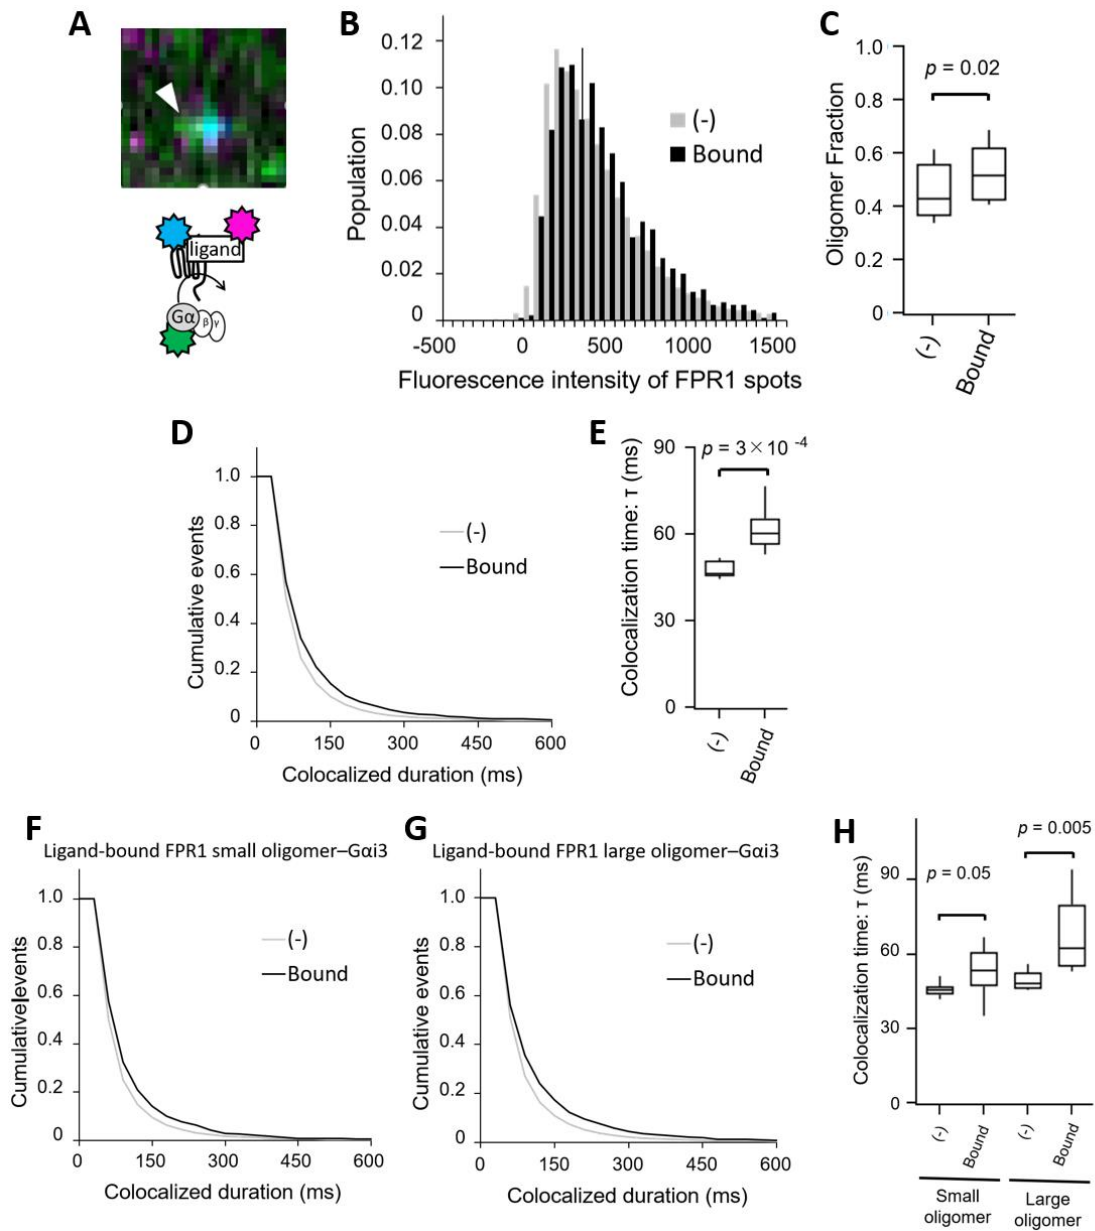 A
ligand
Gα
β
γ
B
0.12
0.10
0.08
0.06
0.04
0.02
0
Population
(-)
Bound
-500
0
500
1000
1500
Fluorescence intensity of FPR1 spots
C
1.0
0.8
0.6
0.4
0.2
0
Oligomer Fraction
p = 0.02
(-)
Bound
D
1.0
0.8
0.6
0.4
0.2
0
Cumulative events
(-)
Bound
0
150
300
450
600
Colocalized duration (ms)
E
90
60
30
0
Colocalization time: τ (ms)
p = 3×10 -4
(-)
Bound
F
Ligand-bound FPR1 small oligomer–Gαi3
1.0
0.8
0.6
0.4
0.2
0
Cumulative events
(-)
Bound
0
150
300
450
600
Colocalized duration (ms)
G
Ligand-bound FPR1 large oligomer–Gαi3
1.0
0.8
0.6
0.4
0.2
0
Cumulative events
(-)
Bound
0
150
300
450
600
Colocalized duration (ms)
H
90
60
30
0
Colocalization time: τ (ms)
p = 0.05
p = 0.005
(-)
Bound
(-)
Bound
Small
oligomer
Large
oligomer